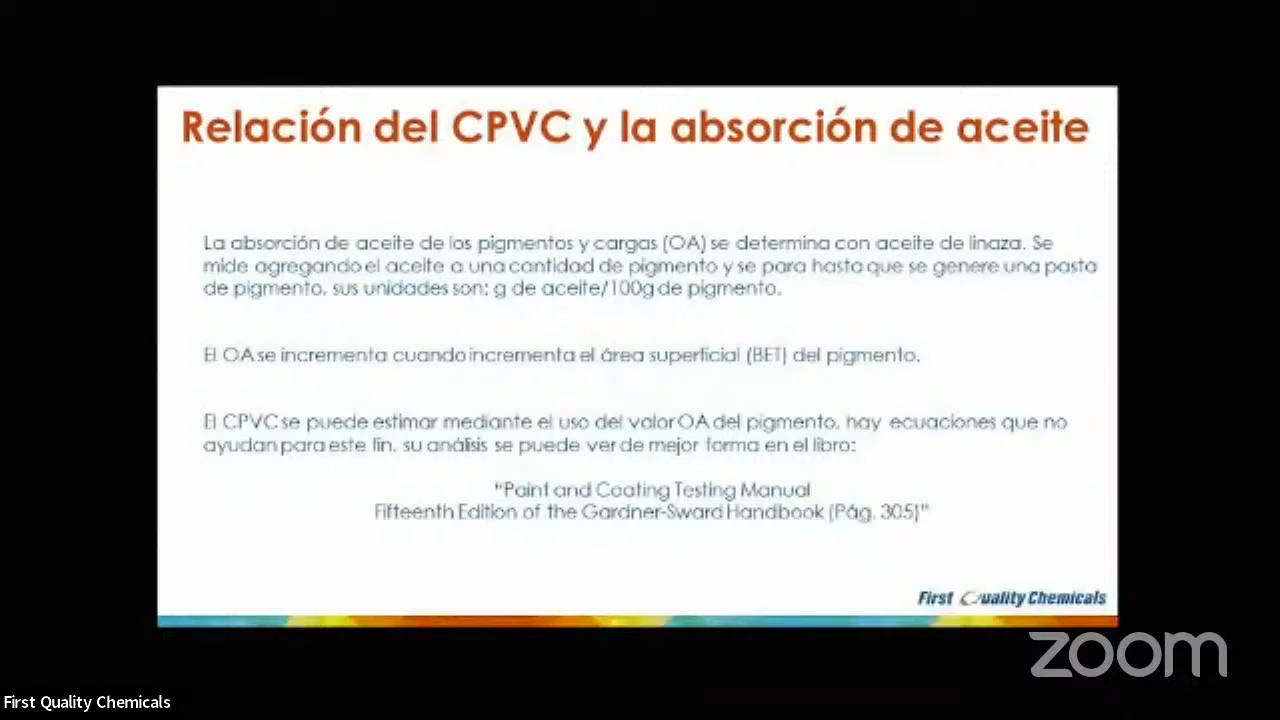 Relación del CPVC y la absorción de aceite
La absorción de aceite de los pigmentos y cargas (OA) se determina con aceite de linaza. Se
mide agregando el aceite a una cantidad de pigmento y se para hasta que se genere una pasta
de pigmento, sus unidades son: g de aceite/100g de pigmento.
El OA se incrementa cuando incrementa el área superficial (BET) del pigmento.
El CPVC se puede estimar mediante el uso del valor OA del pigmento, hay ecuaciones que no
ayudan para este fin, su análisis se puede ver de mejor forma en el libro:
"Paint and Coating Testing Manual
Fifteenth Edition of the Gardner-Sward Handbook (Pág. 305)"
First Quality Chemicals
zoom
First Quality Chemicals